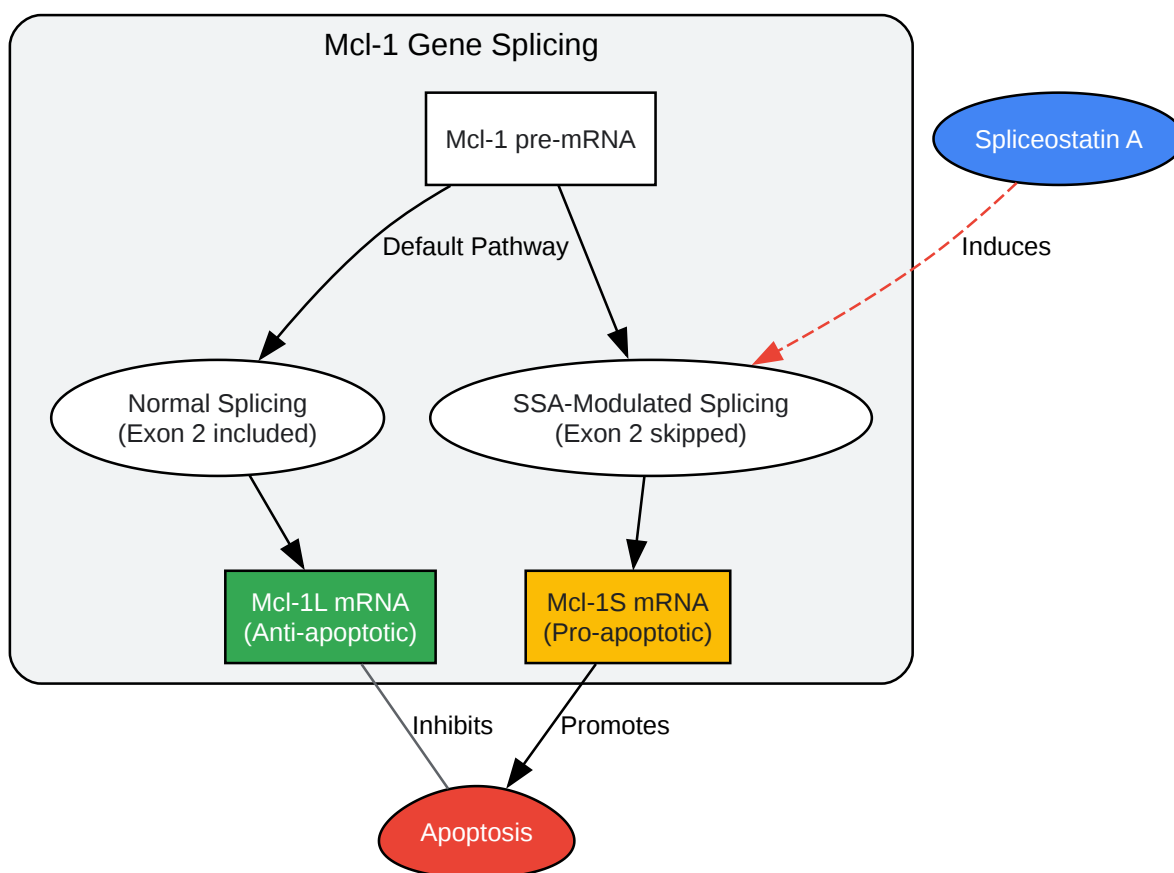 Mcl-1 Gene Splicing
Mcl-1 pre-mRNA
Spliceostatin A
Default Pathway
Induces
Normal Splicing
(Exon 2 included)
SSA-Modulated Splicing
(Exon 2 skipped)
Mcl-1L mRNA
(Anti-apoptotic)
Mcl-1S mRNA
(Pro-apoptotic)
Inhibits
Promotes
Apoptosis